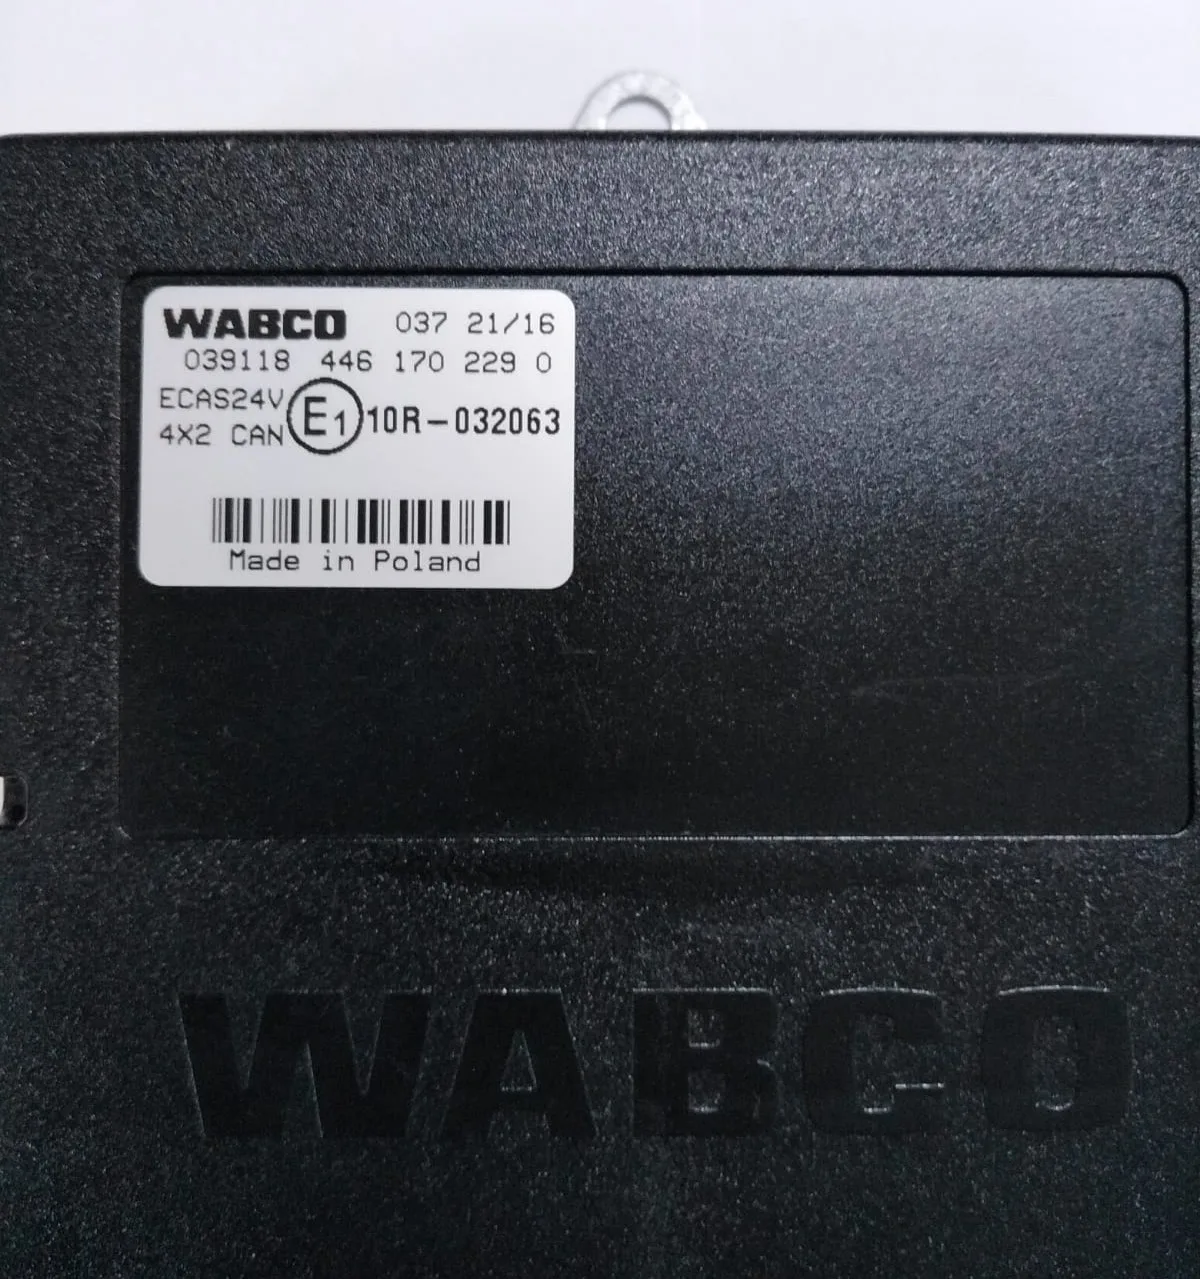 WABCO 037 21/16
039118 446 170 229 0
ECAS24V
4X2 CAN E1 10R-032063
Made in Poland
WABCO